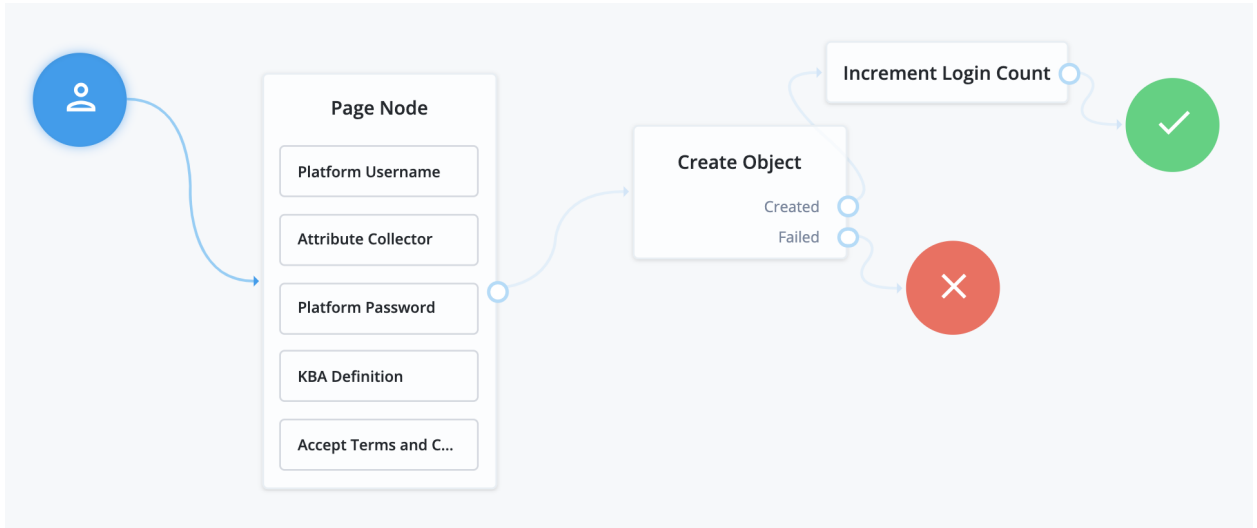 Page Node
Platform Username
Attribute Collector
Platform Password
KBA Definition
Accept Terms and C...
Create Object
Created
Failed
Increment Login Count